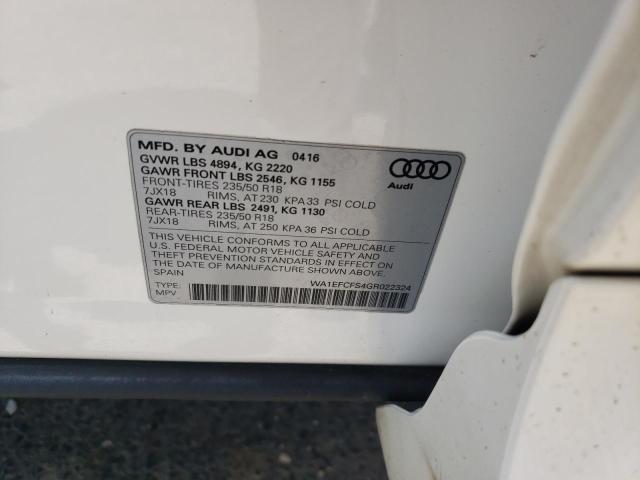 MFD. BY AUDI AG 0416
GVWR LBS 4894, KG 2220
GAWR FRONT LBS 2546, KG 1155
FRONT-TIRES 235/50 R18
7JX18 RIMS, AT 230 KPA 33 PSI COLD
GAWR REAR LBS 2491, KG 1130
REAR-TIRES 235/50 R18
7JX18 RIMS, AT 250 KPA 36 PSI COLD
Audi
THIS VEHICLE CONFORMS TO ALL APPLICABLE
U.S. FEDERAL MOTOR VEHICLE SAFETY AND
THEFT PREVENTION STANDARDS IN EFFECT ON
THE DATE OF MANUFACTURE SHOWN ABOVE.
SPAIN
WA1EFCFS4GR022324
TYPE:
MPV